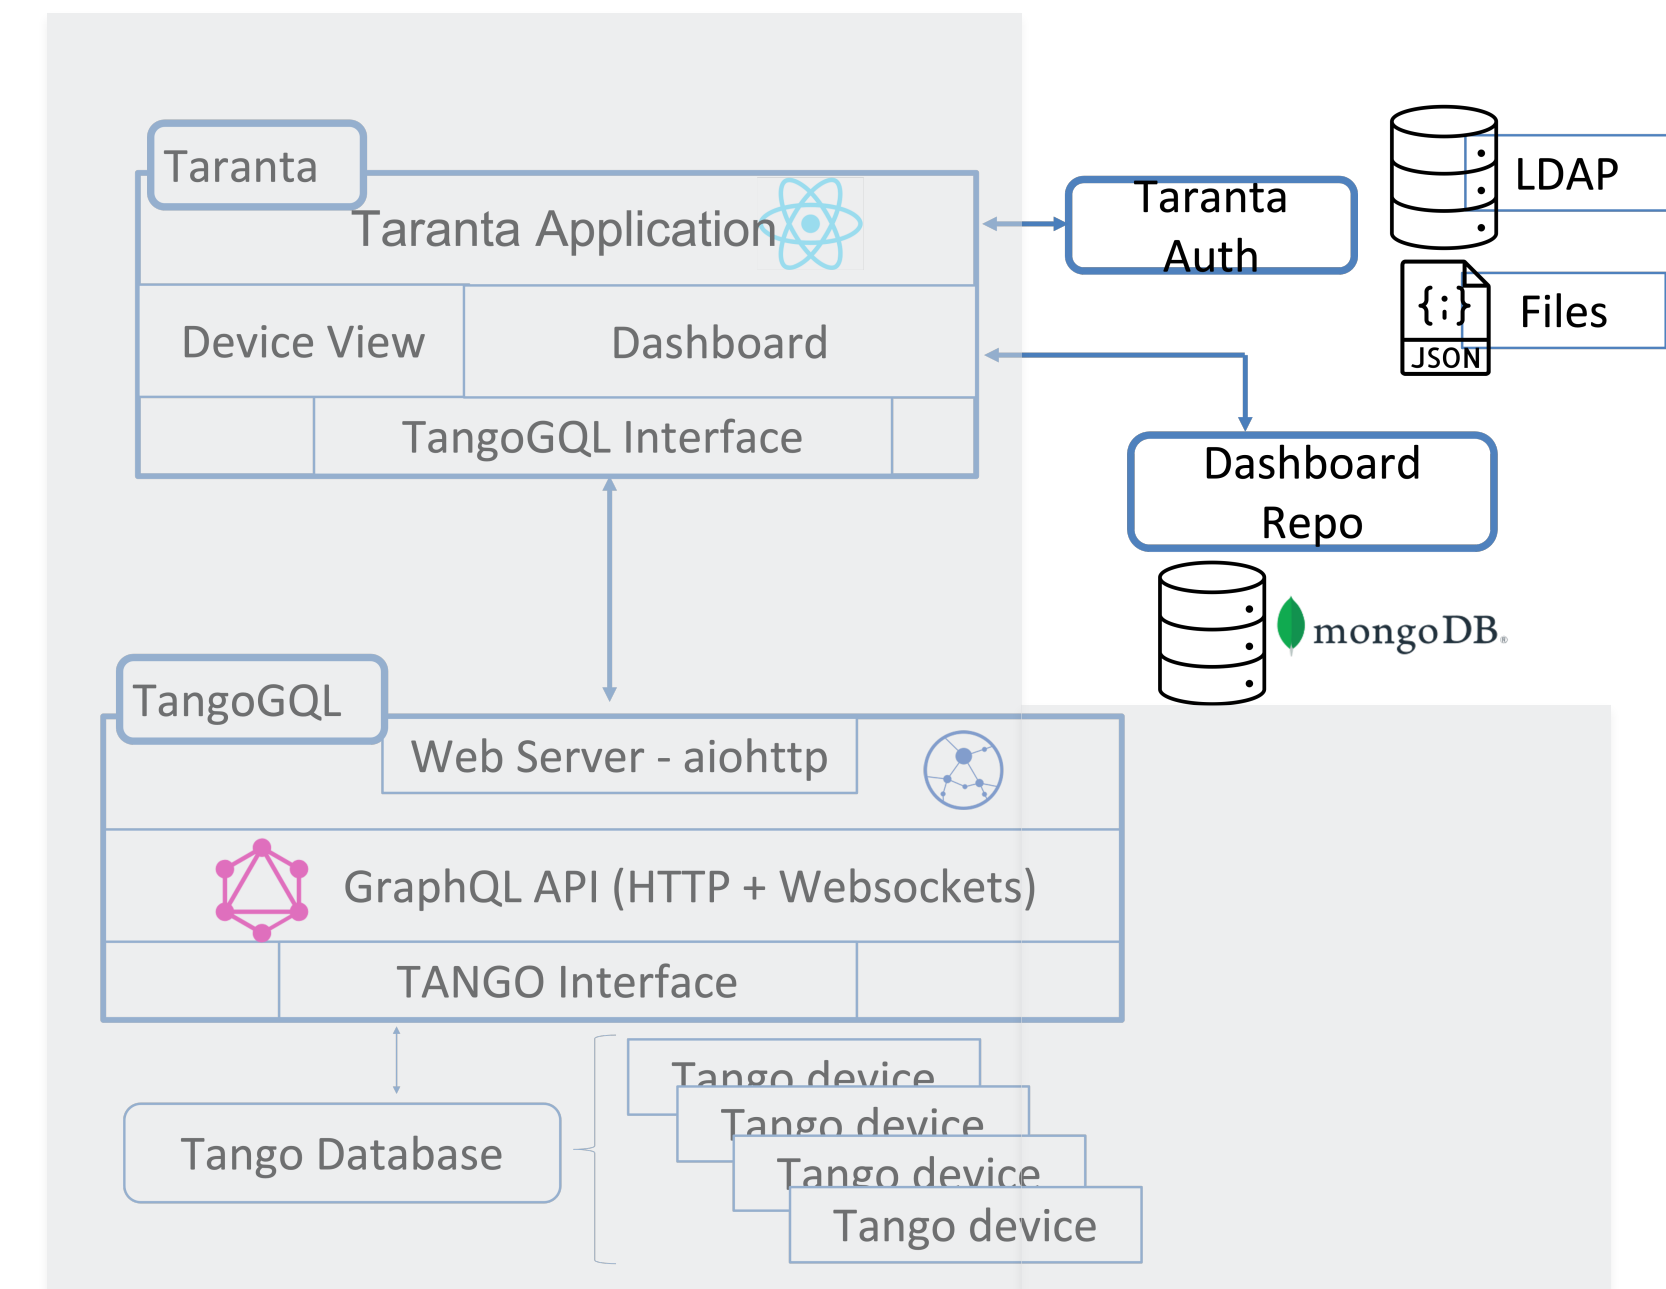 Taranta
Taranta Application
Device View
Dashboard
TangoGQL Interface
Taranta
Auth
LDAP
{;}
JSON
Files
Dashboard
Repo
mongoDB®
TangoGQL
Web Server - aiohttp
GraphQL API (HTTP + Websockets)
TANGO Interface
Tango Database
Tango device
Tango device
Tango device
Tango device